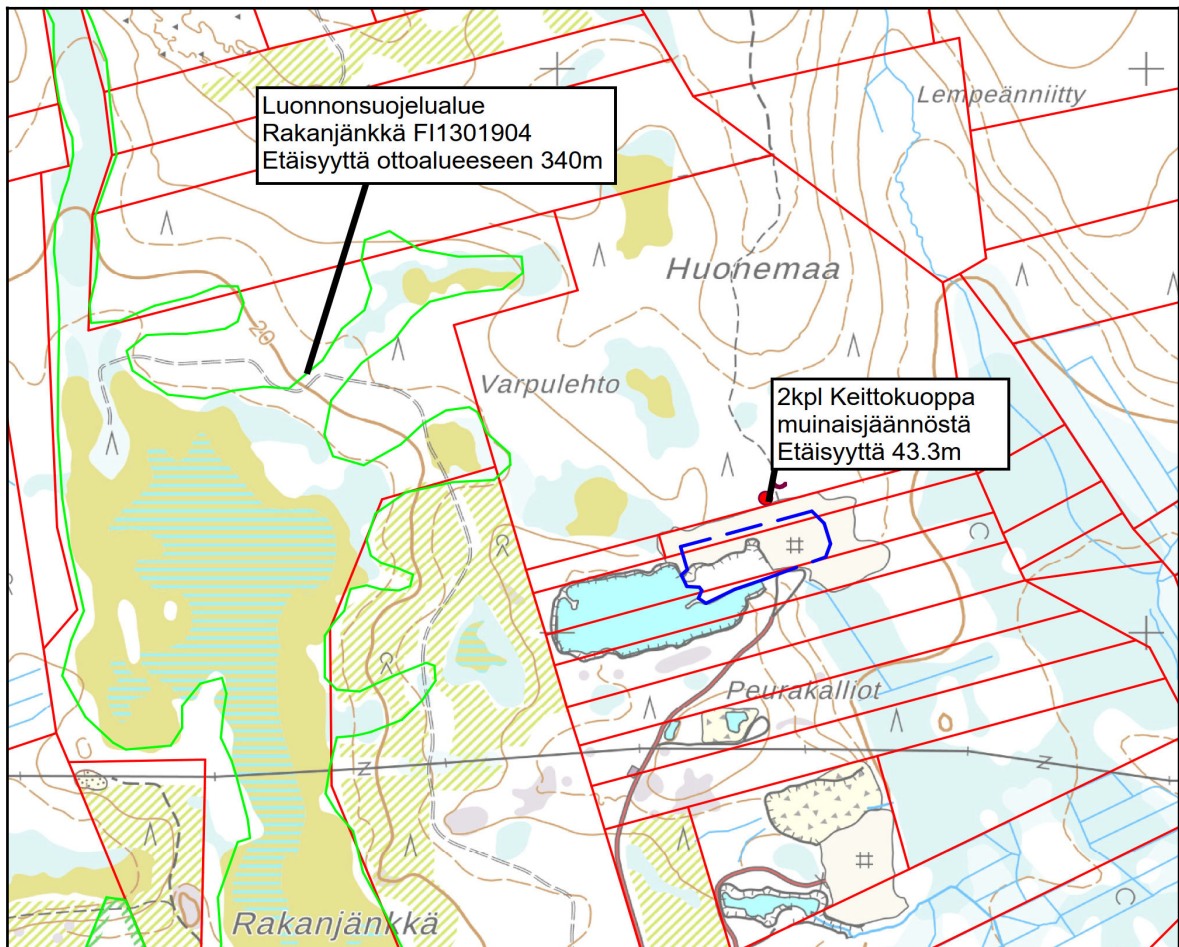 Luonnonsuojelualue
Rakanjänkkä FI1301904
Etäisyyttä ottoalueeseen 340m
Lempeänniitty
Huonemaa
20
Varpulehto
2kpl Keittokuoppa
muinaisjäännöstä
Etäisyyttä 43.3m
Peurakalliot
Rakanjänkkä